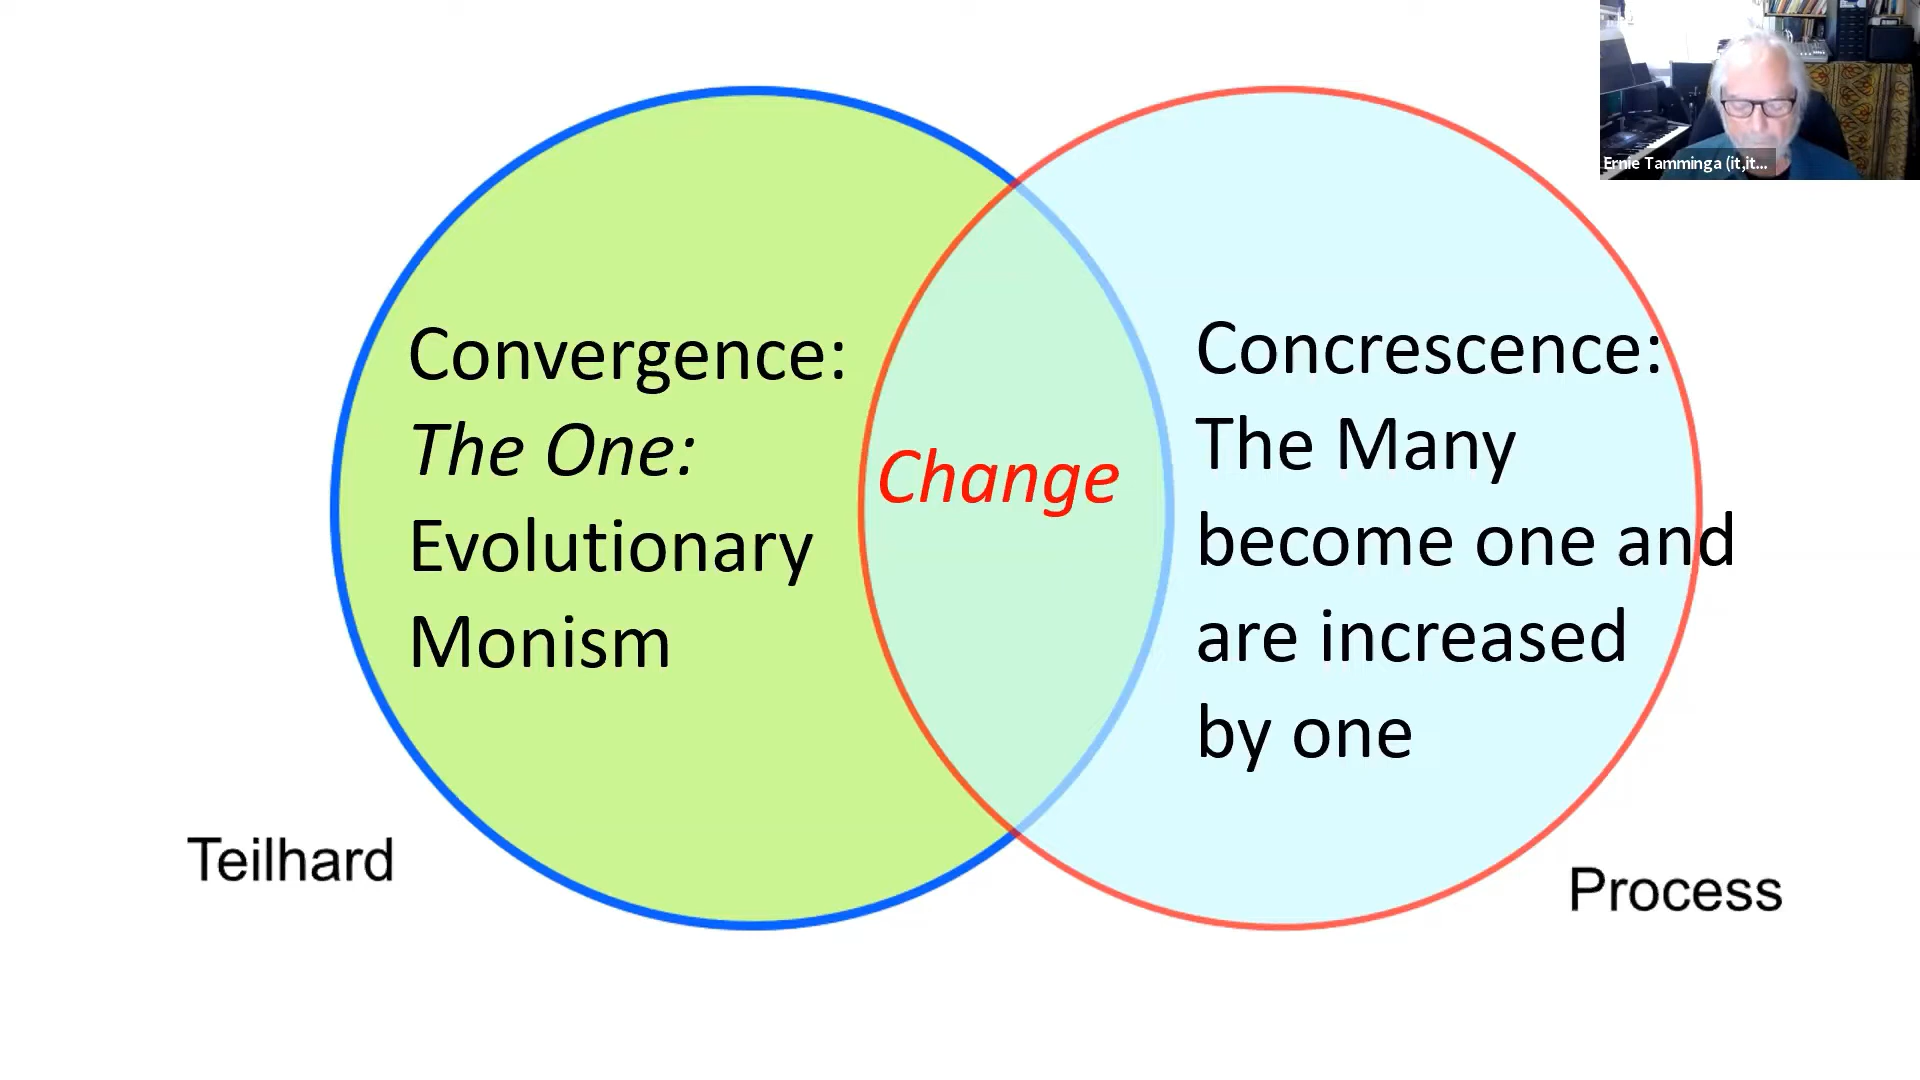 Ernie Tamminga (it,it...
Convergence:
The One:
Evolutionary
Monism
Change
Concrescence:
The Many
become one and
are increased
by one
Teilhard
Process